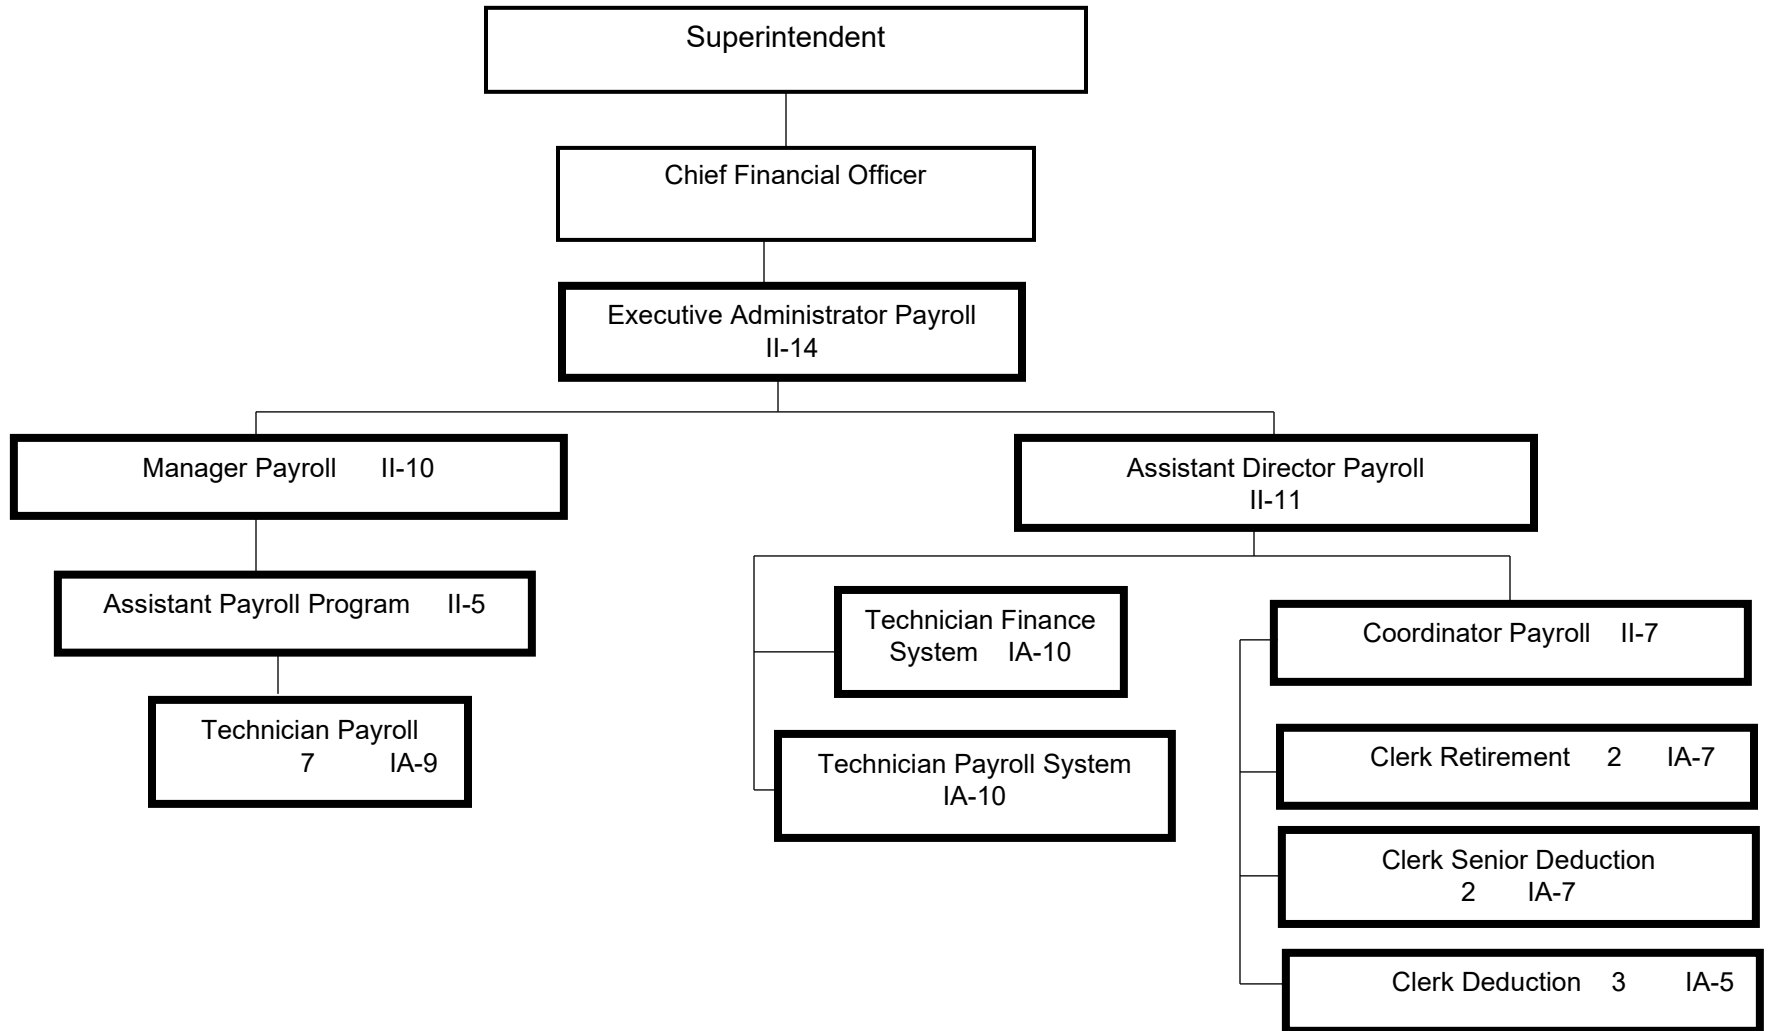 Superintendent
Chief Financial Officer
Executive Administrator Payroll
II-14
Manager Payroll II-10
Assistant Director Payroll
II-11
Assistant Payroll Program II-5
Technician Payroll
7 IA-9
Technician Finance
System IA-10
Technician Payroll System
IA-10
Coordinator Payroll II-7
Clerk Retirement 2 IA-7
Clerk Senior Deduction
2 IA-7
Clerk Deduction 3 IA-5